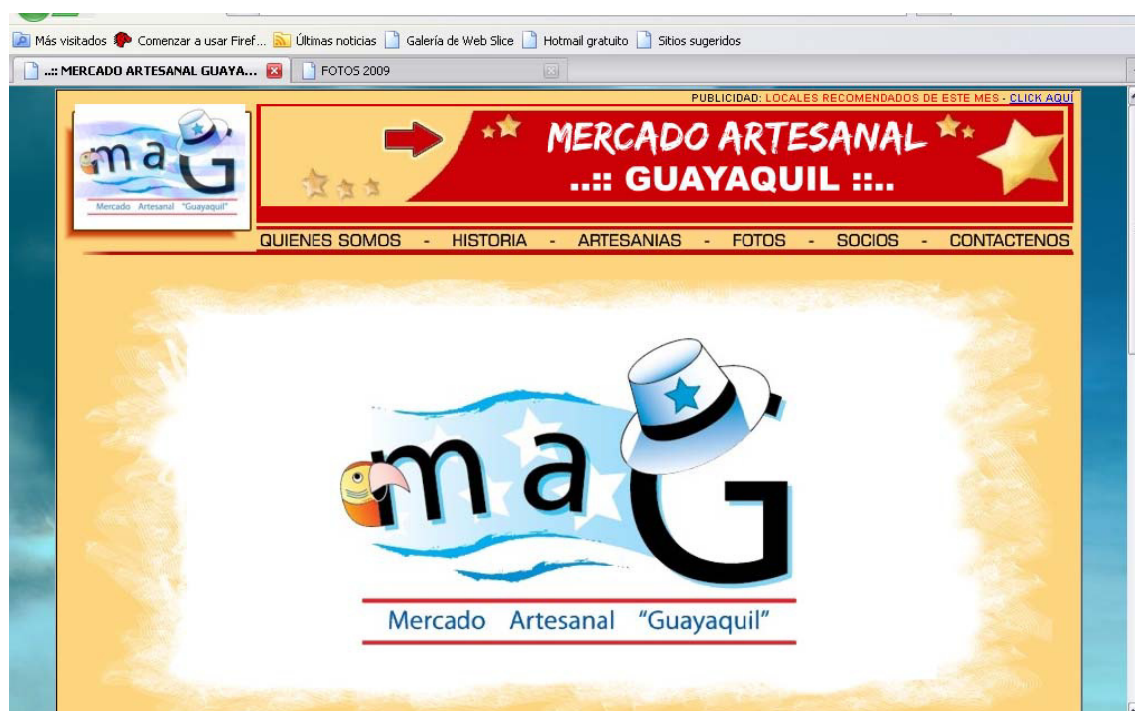 Más visitados Comenzar a usar Firef... Últimas noticias Galería de Web Slice Hotmail gratuito Sitios sugeridos
..:: MERCADO ARTESANAL GUAYA... FOTOS 2009
PUBLICIDAD: LOCALES RECOMENDADOS DE ESTE MES - CLICK AQUÍ
maG
Mercado Artesanal "Guayaquil"
MERCADO ARTESANAL
..:: GUAYAQUIL ::..
QUIENES SOMOS - HISTORIA - ARTESANIAS - FOTOS - SOCIOS - CONTACTENOS
maG
Mercado Artesanal "Guayaquil"